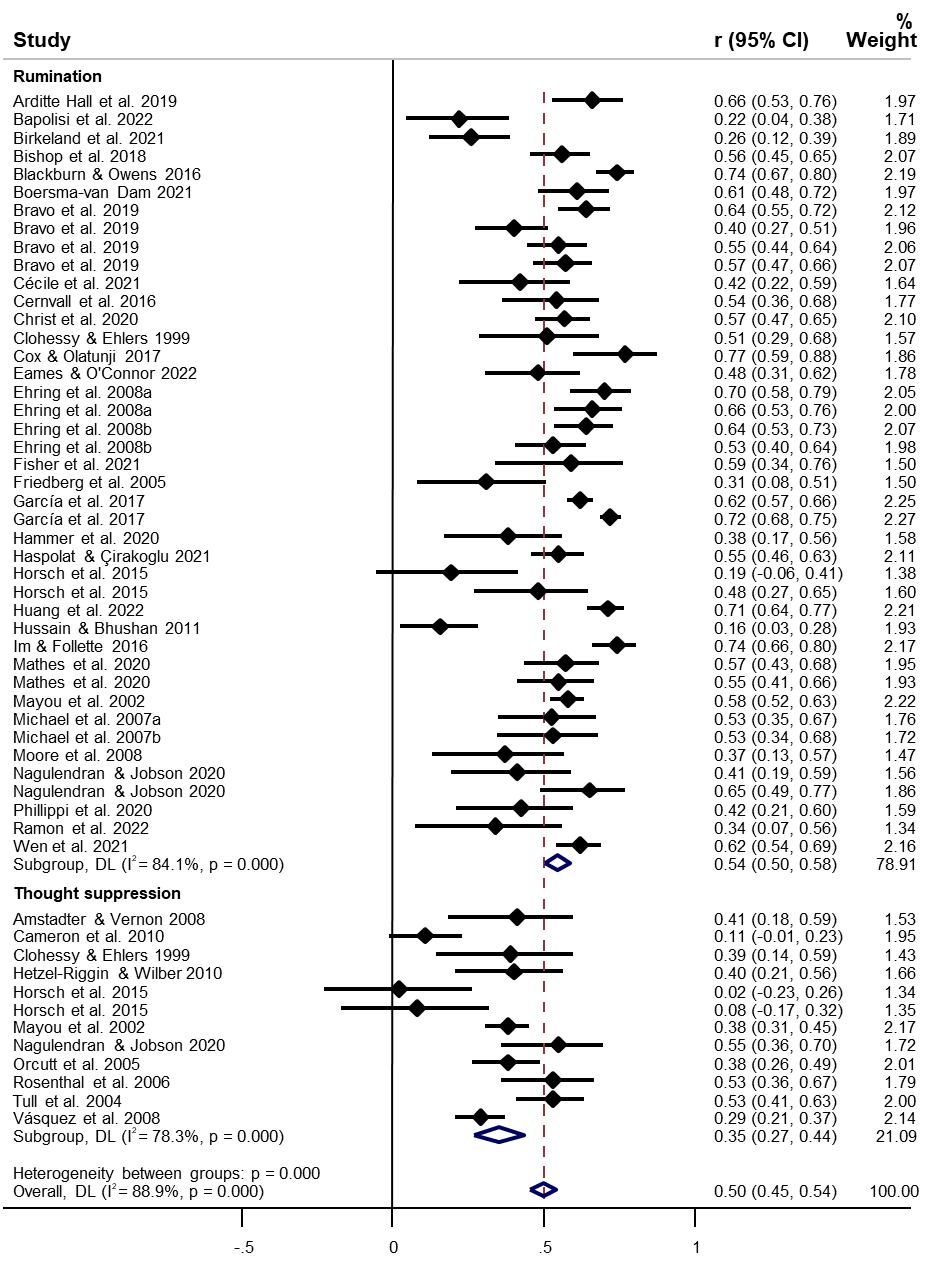 %
Study r (95% CI) Weight
Rumination
Arditte Hall et al. 2019 0.66 (0.53, 0.76) 1.97
Bapolisi et al. 2022 0.22 (0.04, 0.38) 1.71
Birkeland et al. 2021 0.26 (0.12, 0.39) 1.89
Bishop et al. 2018 0.56 (0.45, 0.65) 2.07
Blackburn & Owens 2016 0.74 (0.67, 0.80) 2.19
Boersma-van Dam 2021 0.61 (0.48, 0.72) 1.97
Bravo et al. 2019 0.64 (0.55, 0.72) 2.12
Bravo et al. 2019 0.40 (0.27, 0.51) 1.96
Bravo et al. 2019 0.55 (0.44, 0.64) 2.06
Bravo et al. 2019 0.57 (0.47, 0.66) 2.07
Cécile et al. 2021 0.42 (0.22, 0.59) 1.64
Cernvall et al. 2016 0.54 (0.36, 0.68) 1.77
Christ et al. 2020 0.57 (0.47, 0.65) 2.10
Clohessy & Ehlers 1999 0.51 (0.29, 0.68) 1.57
Cox & Olatunji 2017 0.77 (0.59, 0.88) 1.86
Eames & O'Connor 2022 0.48 (0.31, 0.62) 1.78
Ehring et al. 2008a 0.70 (0.58, 0.79) 2.05
Ehring et al. 2008a 0.66 (0.53, 0.76) 2.00
Ehring et al. 2008b 0.64 (0.53, 0.73) 2.07
Ehring et al. 2008b 0.53 (0.40, 0.64) 1.98
Fisher et al. 2021 0.59 (0.34, 0.76) 1.50
Friedberg et al. 2005 0.31 (0.08, 0.51) 1.50
García et al. 2017 0.62 (0.57, 0.66) 2.25
García et al. 2017 0.72 (0.68, 0.75) 2.27
Hammer et al. 2020 0.38 (0.17, 0.56) 1.58
Haspolat & Çirakoglu 2021 0.55 (0.46, 0.63) 2.11
Horsch et al. 2015 0.19 (-0.06, 0.41) 1.38
Horsch et al. 2015 0.48 (0.27, 0.65) 1.60
Huang et al. 2022 0.71 (0.64, 0.77) 2.21
Hussain & Bhushan 2011 0.16 (0.03, 0.28) 1.93
Im & Follette 2016 0.74 (0.66, 0.80) 2.17
Mathes et al. 2020 0.57 (0.43, 0.68) 1.95
Mathes et al. 2020 0.55 (0.41, 0.66) 1.93
Mayou et al. 2002 0.58 (0.52, 0.63) 2.22
Michael et al. 2007a 0.53 (0.35, 0.67) 1.76
Michael et al. 2007b 0.53 (0.34, 0.68) 1.72
Moore et al. 2008 0.37 (0.13, 0.57) 1.47
Nagulendran & Jobson 2020 0.41 (0.19, 0.59) 1.56
Nagulendran & Jobson 2020 0.65 (0.49, 0.77) 1.86
Phillippi et al. 2020 0.42 (0.21, 0.60) 1.59
Ramon et al. 2022 0.34 (0.07, 0.56) 1.34
Wen et al. 2021 0.62 (0.54, 0.69) 2.16
Subgroup, DL (I² = 84.1%, p = 0.000) 0.54 (0.50, 0.58) 78.91
Thought suppression
Amstadter & Vernon 2008 0.41 (0.18, 0.59) 1.53
Cameron et al. 2010 0.11 (-0.01, 0.23) 1.95
Clohessy & Ehlers 1999 0.39 (0.14, 0.59) 1.43
Hetzel-Riggin & Wilber 2010 0.40 (0.21, 0.56) 1.66
Horsch et al. 2015 0.02 (-0.23, 0.26) 1.34
Horsch et al. 2015 0.08 (-0.17, 0.32) 1.35
Mayou et al. 2002 0.38 (0.31, 0.45) 2.17
Nagulendran & Jobson 2020 0.55 (0.36, 0.70) 1.72
Orcutt et al. 2005 0.38 (0.26, 0.49) 2.01
Rosenthal et al. 2006 0.53 (0.36, 0.67) 1.79
Tull et al. 2004 0.53 (0.41, 0.63) 2.00
Vásquez et al. 2008 0.29 (0.21, 0.37) 2.14
Subgroup, DL (I² = 78.3%, p = 0.000) 0.35 (0.27, 0.44) 21.09
Heterogeneity between groups: p = 0.000
Overall, DL (I² = 88.9%, p = 0.000) 0.50 (0.45, 0.54) 100.00
-.5 0 .5 1